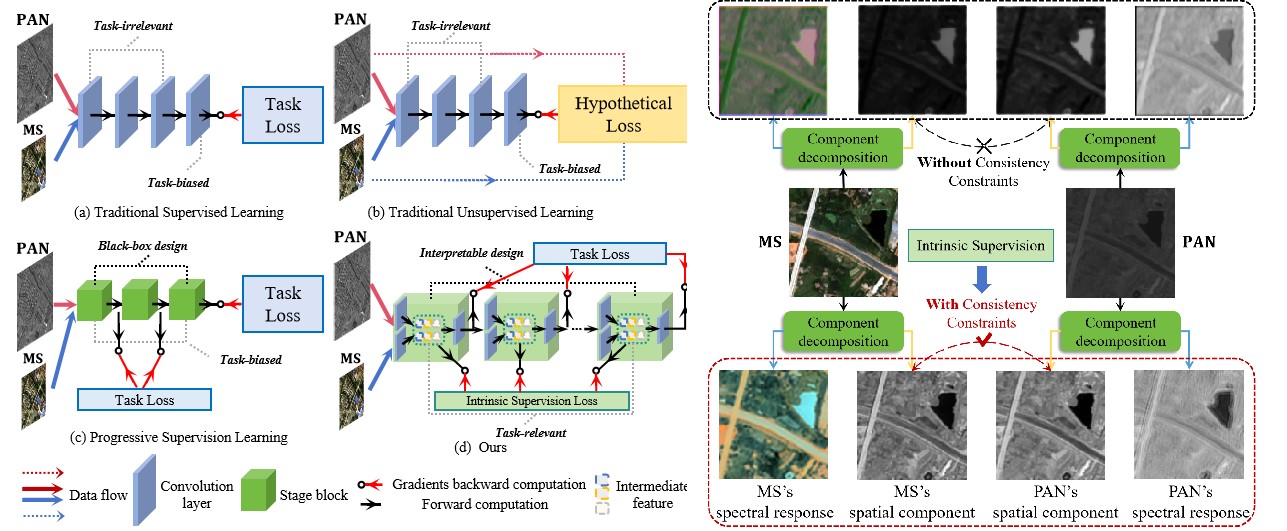 PAN
Task-irrelevant
MS
Task
Loss
Task-biased
(a) Traditional Supervised Learning
PAN
Task-irrelevant
MS
Hypothetical
Loss
Task-biased
(b) Traditional Unsupervised Learning
PAN
Black-box design
MS
Task
Loss
Task-biased
Task Loss
(c) Progressive Supervision Learning
PAN
Interpretable design
Task Loss
MS
Intrinsic Supervision Loss
Task-relevant
(d) Ours
Data flow
Convolution
layer
Stage block
Gradients backward computation
Forward computation
Intermediate
feature
Component
decomposition
Component
decomposition
Without Consistency
Constraints
MS
Intrinsic Supervision
PAN
With Consistency
Constraints
Component
decomposition
Component
decomposition
MS's
spectral response
MS's
spatial component
PAN's
spatial component
PAN's
spectral response